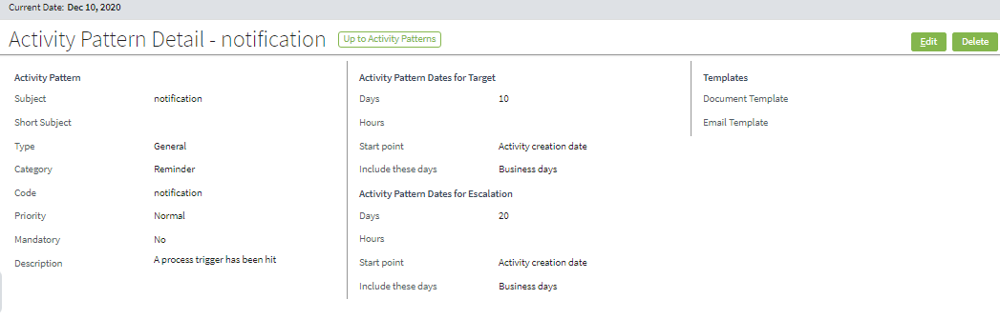 Current Date: Dec 10, 2020
Activity Pattern Detail - notification Up to Activity Patterns Edit Delete
Activity Pattern
Subject notification
Short Subject
Type General
Category Reminder
Code notification
Priority Normal
Mandatory No
Description A process trigger has been hit
Activity Pattern Dates for Target
Days 10
Hours
Start point Activity creation date
Include these days Business days
Activity Pattern Dates for Escalation
Days 20
Hours
Start point Activity creation date
Include these days Business days
Templates
Document Template
Email Template